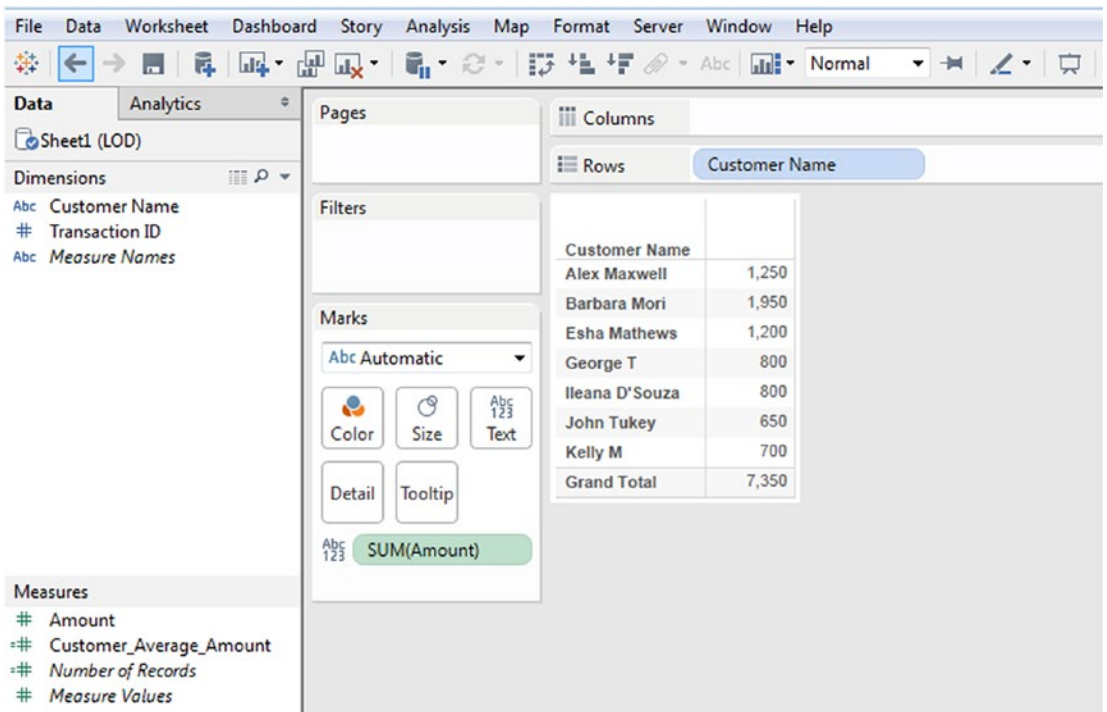 File Data Worksheet Dashboard Story Analysis Map Format Server Window Help
Abc Normal
Data Analytics
Sheet1 (LOD)
Dimensions
Abc Customer Name
# Transaction ID
Abc Measure Names
Measures
# Amount
=# Customer_Average_Amount
=# Number of Records
# Measure Values
Pages
Filters
Marks
Abc Automatic
Color Size Abc 123 Text
Detail Tooltip
Abc 123 SUM(Amount)
Columns
Rows Customer Name
Customer Name
Alex Maxwell 1,250
Barbara Mori 1,950
Esha Mathews 1,200
George T 800
Ileana D'Souza 800
John Tukey 650
Kelly M 700
Grand Total 7,350